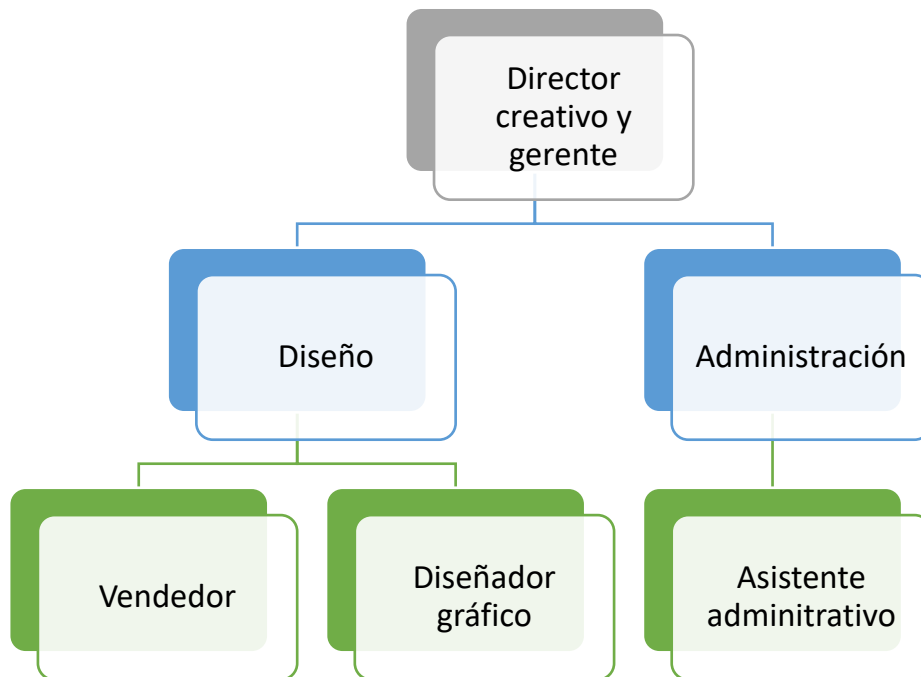 Director
creativo y
gerente
Diseño
Administración
Vendedor
Diseñador
gráfico
Asistente
adminitrativo